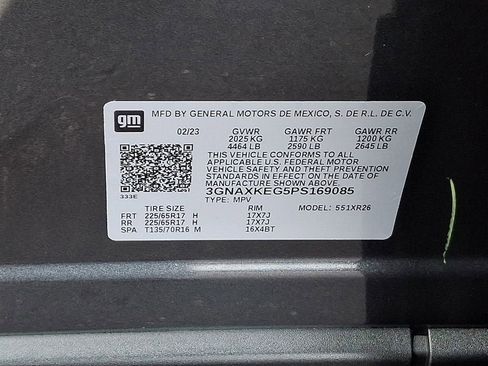 gm
MFD BY GENERAL MOTORS DE MEXICO, S. DE R.L. DE C.V.
02/23 GVWR GAWR FRT GAWR RR
2025 KG 1175 KG 1200 KG
4464 LB 2590 LB 2645 LB
THIS VEHICLE CONFORMS TO ALL
APPLICABLE U.S. FEDERAL MOTOR
VEHICLE SAFETY AND THEFT PREVENTION
STANDARDS IN EFFECT ON THE DATE
OF MANUFACTURE SHOWN ABOVE.
333E 3GNAXKEG5PS169085
TYPE: MPV
TIRE SIZE RIM MODEL: 551XR26
FRT 225/65R17 H 17X7J
RR 225/65R17 H 17X7J
SPA T135/70R16 M 16X4BT